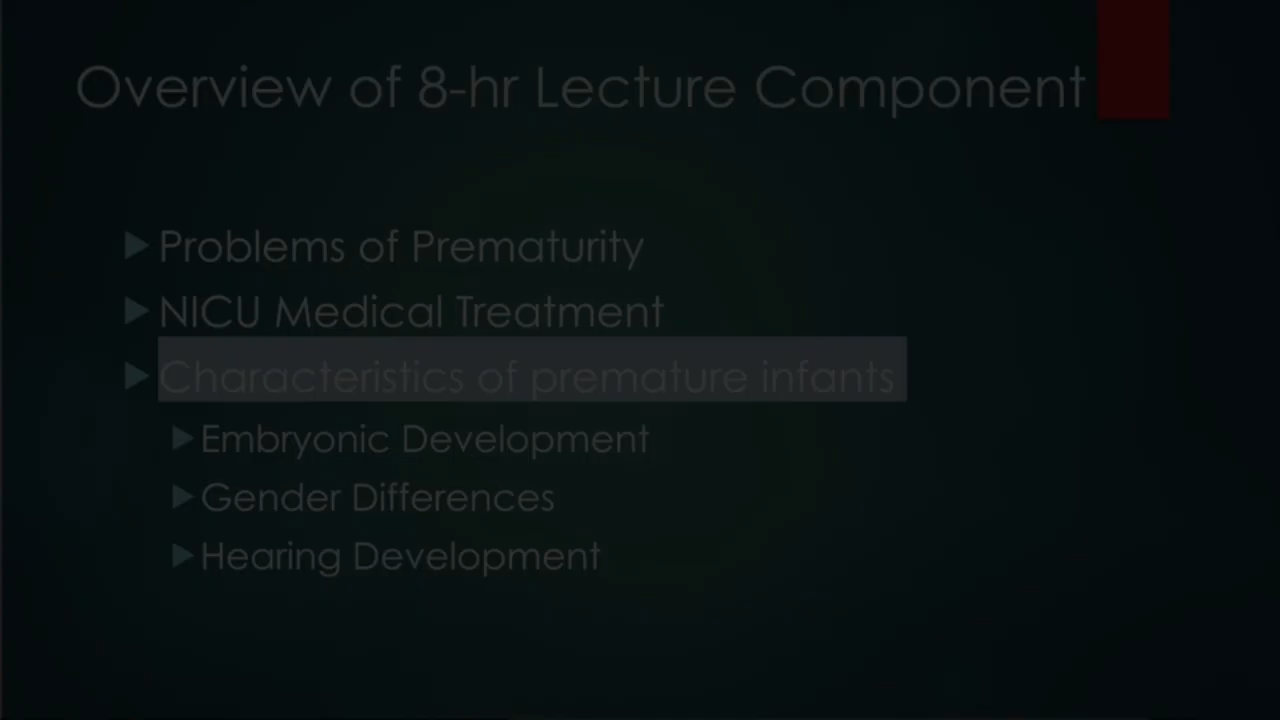 Overview of 8-hr Lecture Component
Problems of Prematurity
NICU Medical Treatment
Characteristics of premature infants
Embryonic Development
Gender Differences
Hearing Development